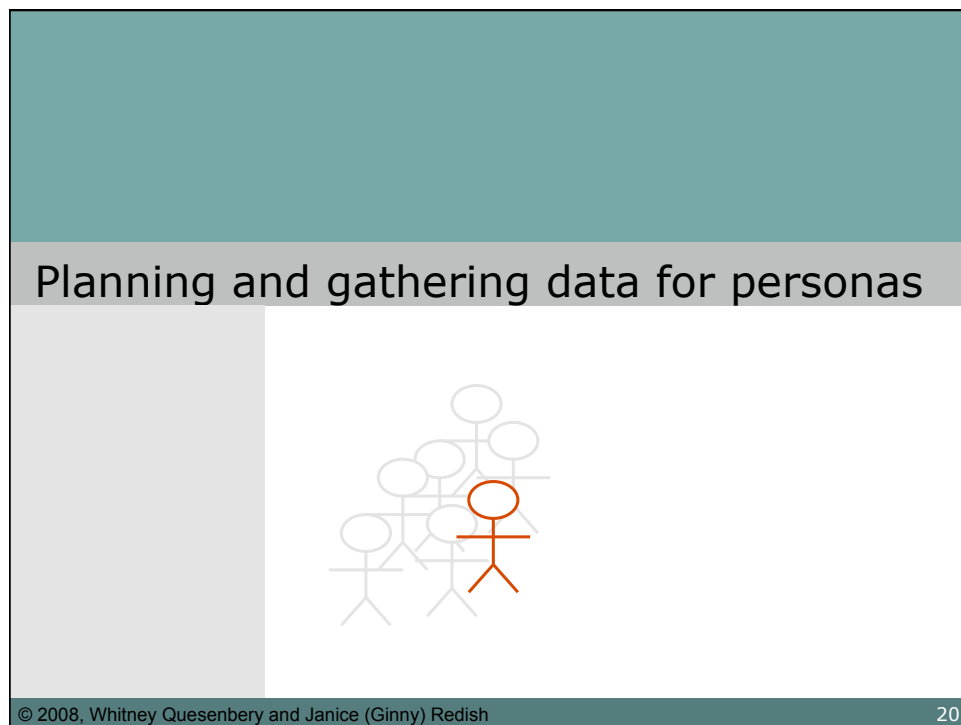 Planning and gathering data for personas
© 2008, Whitney Quesenbery and Janice (Ginny) Redish
20